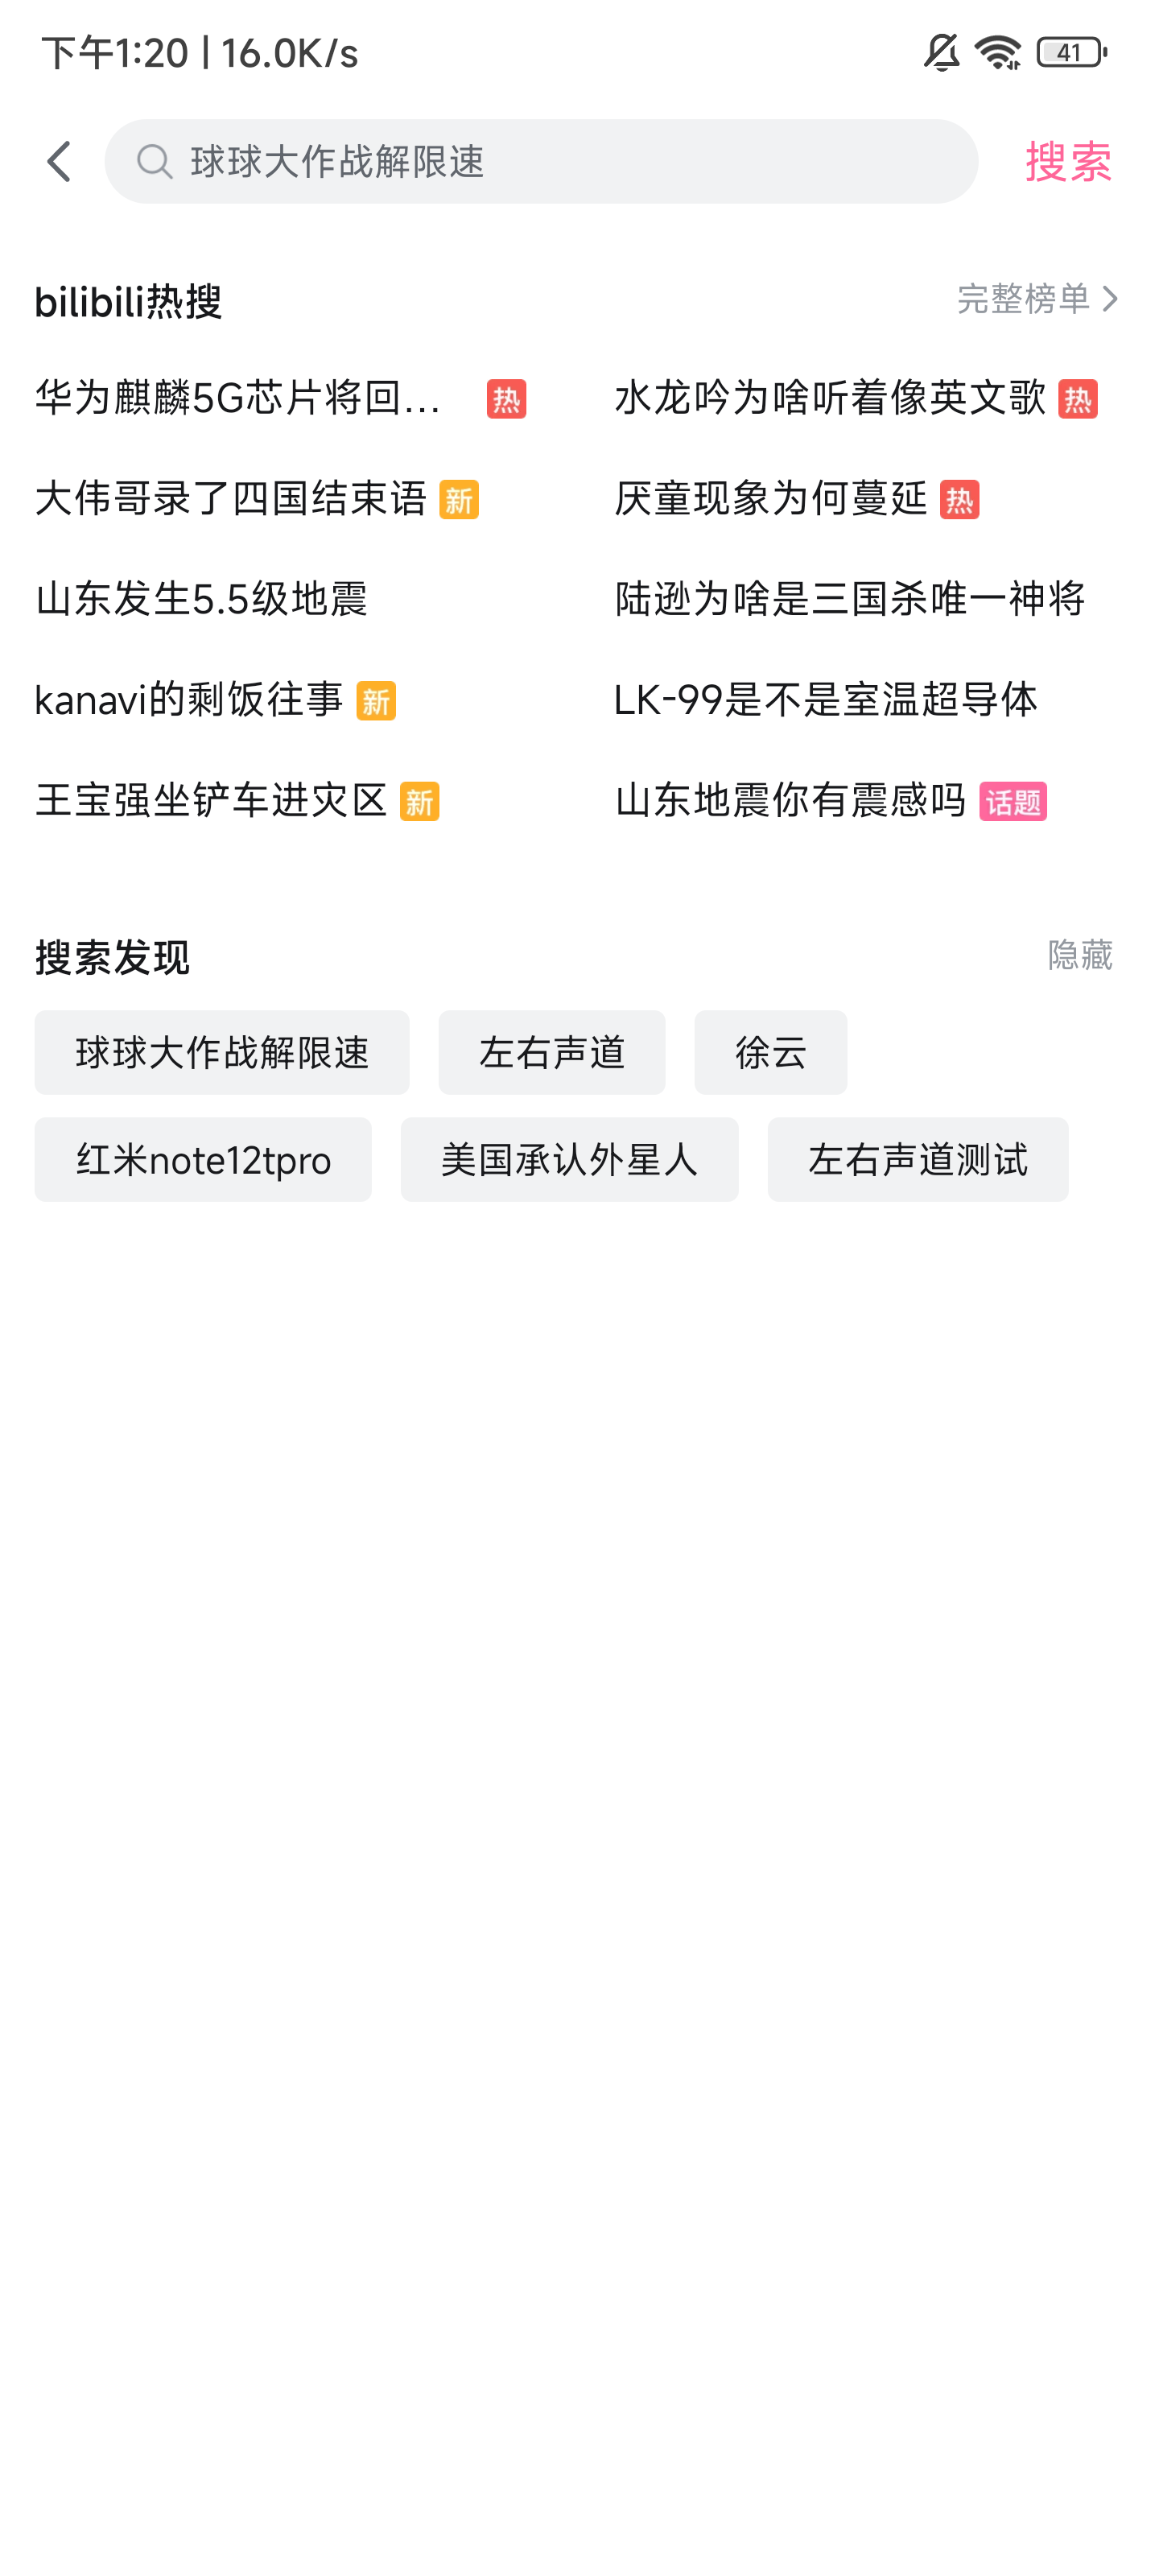 下午1:20 | 16.0K/s 41
球球大作战解限速 搜索
bilibili热搜 完整榜单
华为麒麟5G芯片将回... 热 水龙吟为啥听着像英文歌 热
大伟哥录了四国结束语 新 厌童现象为何蔓延 热
山东发生5.5级地震 陆逊为啥是三国杀唯一神将
kanavi的剩饭往事 新 LK-99是不是室温超导体
王宝强坐铲车进灾区 新 山东地震你有震感吗 话题
搜索发现 隐藏
球球大作战解限速 左右声道 徐云
红米note12tpro 美国承认外星人 左右声道测试